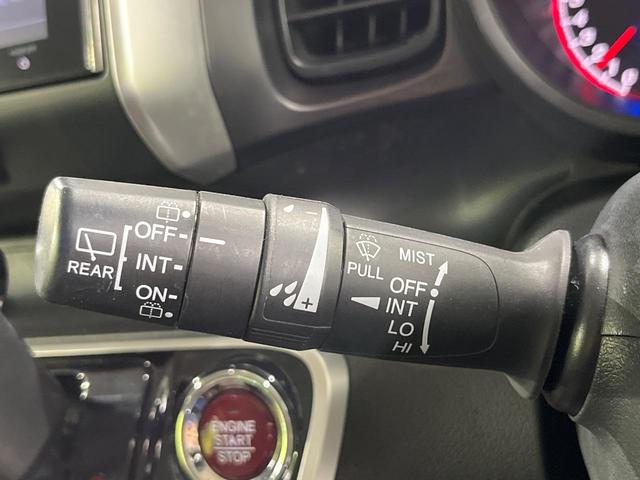 REAR
OFF
INT
ON
- +
PULL
MIST
OFF
INT
LO
HI
ENGINE
START
STOP